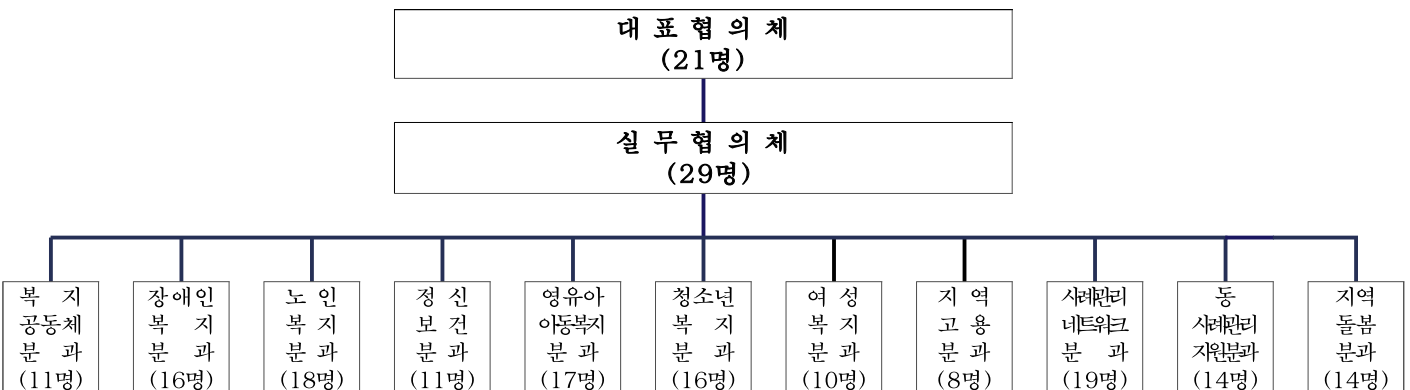 대 표 협 의 체
(21명)
실 무 협 의 체
(29명)
복 지
공동체
분 과
(11명)
장애인
복 지
분 과
(16명)
노 인
복 지
분 과
(18명)
정 신
보 건
분 과
(11명)
영유아
아동복지
분 과
(17명)
청소년
복 지
분 과
(16명)
여 성
복 지
분 과
(10명)
지 역
고 용
분 과
(8명)
사례관리
네트워크
분 과
(19명)
동
사례관리
지원분과
(14명)
지역
돌봄
분과
(14명)